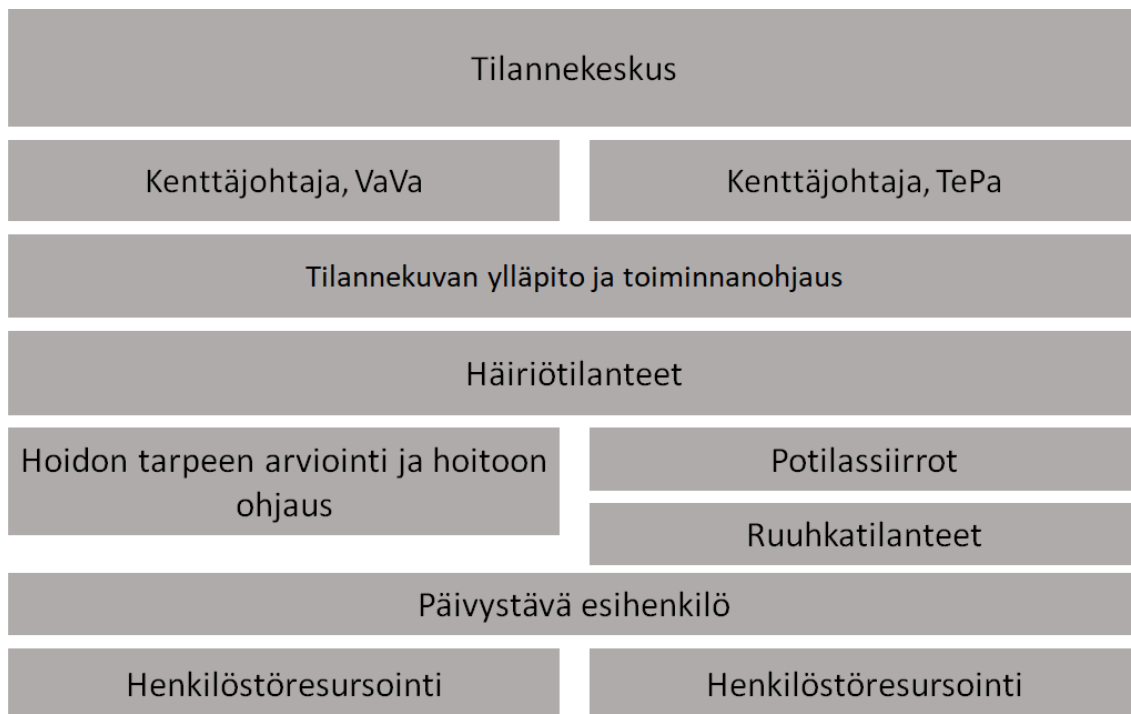 Tilannekeskus
Kenttäjohtaja, VaVa
Kenttäjohtaja, TePa
Tilannekuvan ylläpito ja toiminnanohjaus
Häiriötilanteet
Hoidon tarpeen arviointi ja hoitoon
ohjaus
Potilassiirrot
Ruuhkatilanteet
Päivystävä esihenkilö
Henkilöstöresursointi
Henkilöstöresursointi